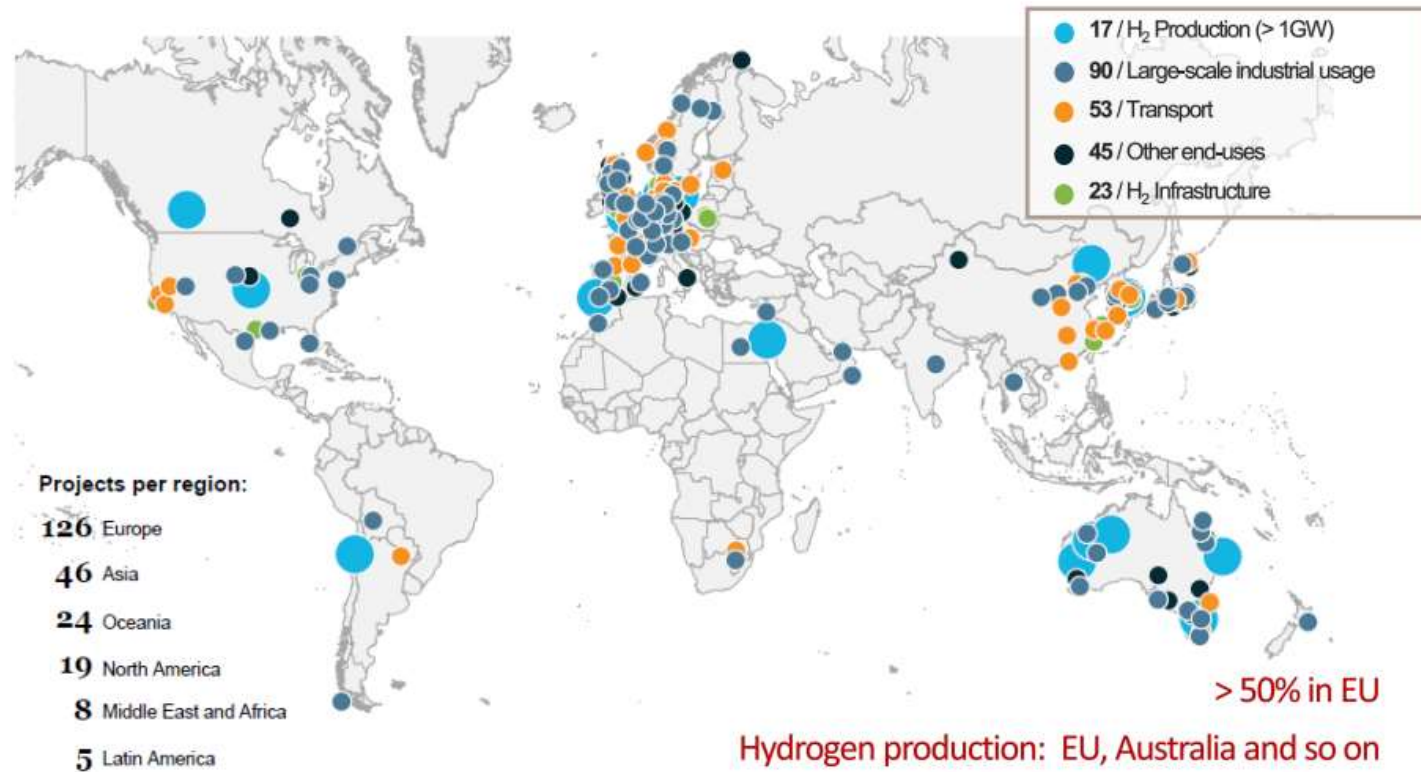 17 / H₂ Production (> 1GW)
90 / Large-scale industrial usage
53 / Transport
45 / Other end-uses
23 / H₂ Infrastructure
Projects per region:
126 Europe
46 Asia
24 Oceania
19 North America
8 Middle East and Africa
5 Latin America
> 50% in EU
Hydrogen production: EU, Australia and so on